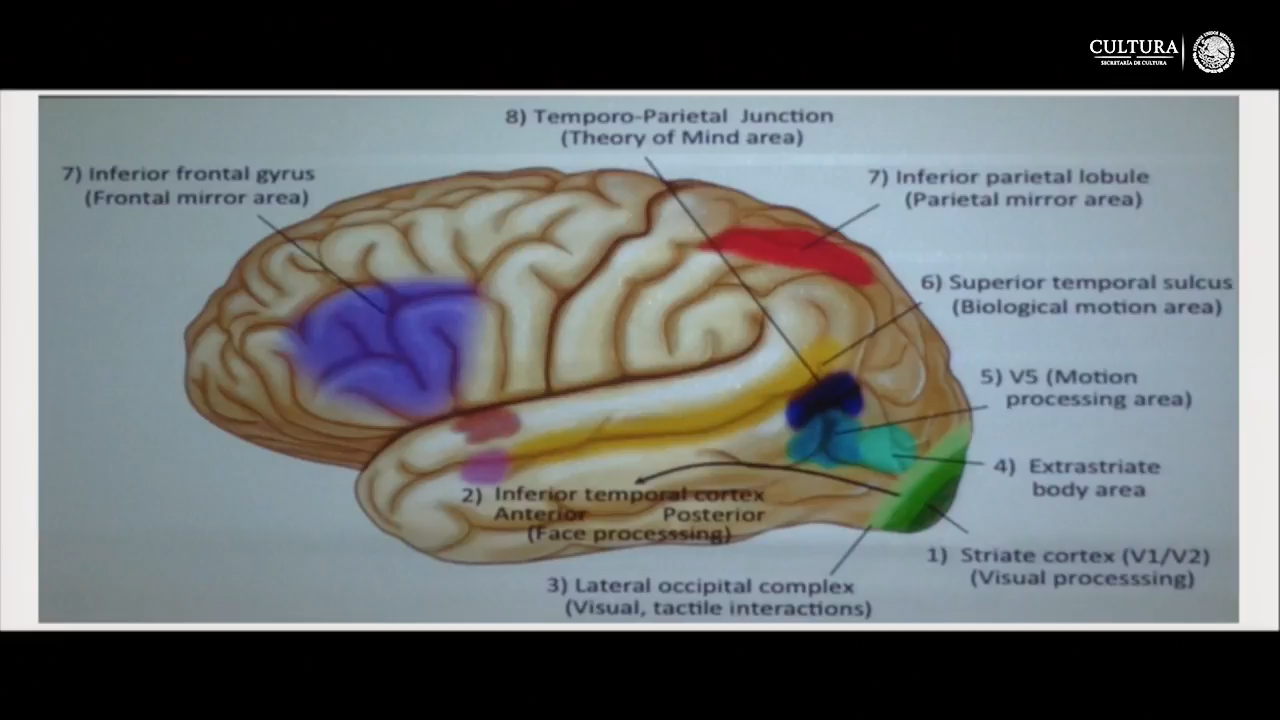 CULTURA
SECRETARÍA DE CULTURA
8) Temporo-Parietal Junction
(Theory of Mind area)
7) Inferior frontal gyrus
(Frontal mirror area)
7) Inferior parietal lobule
(Parietal mirror area)
6) Superior temporal sulcus
(Biological motion area)
5) V5 (Motion
processing area)
4) Extrastriate
body area
2) Inferior temporal cortex
Anterior Posterior
(Face processsing)
1) Striate cortex (V1/V2)
(Visual processsing)
3) Lateral occipital complex
(Visual, tactile interactions)